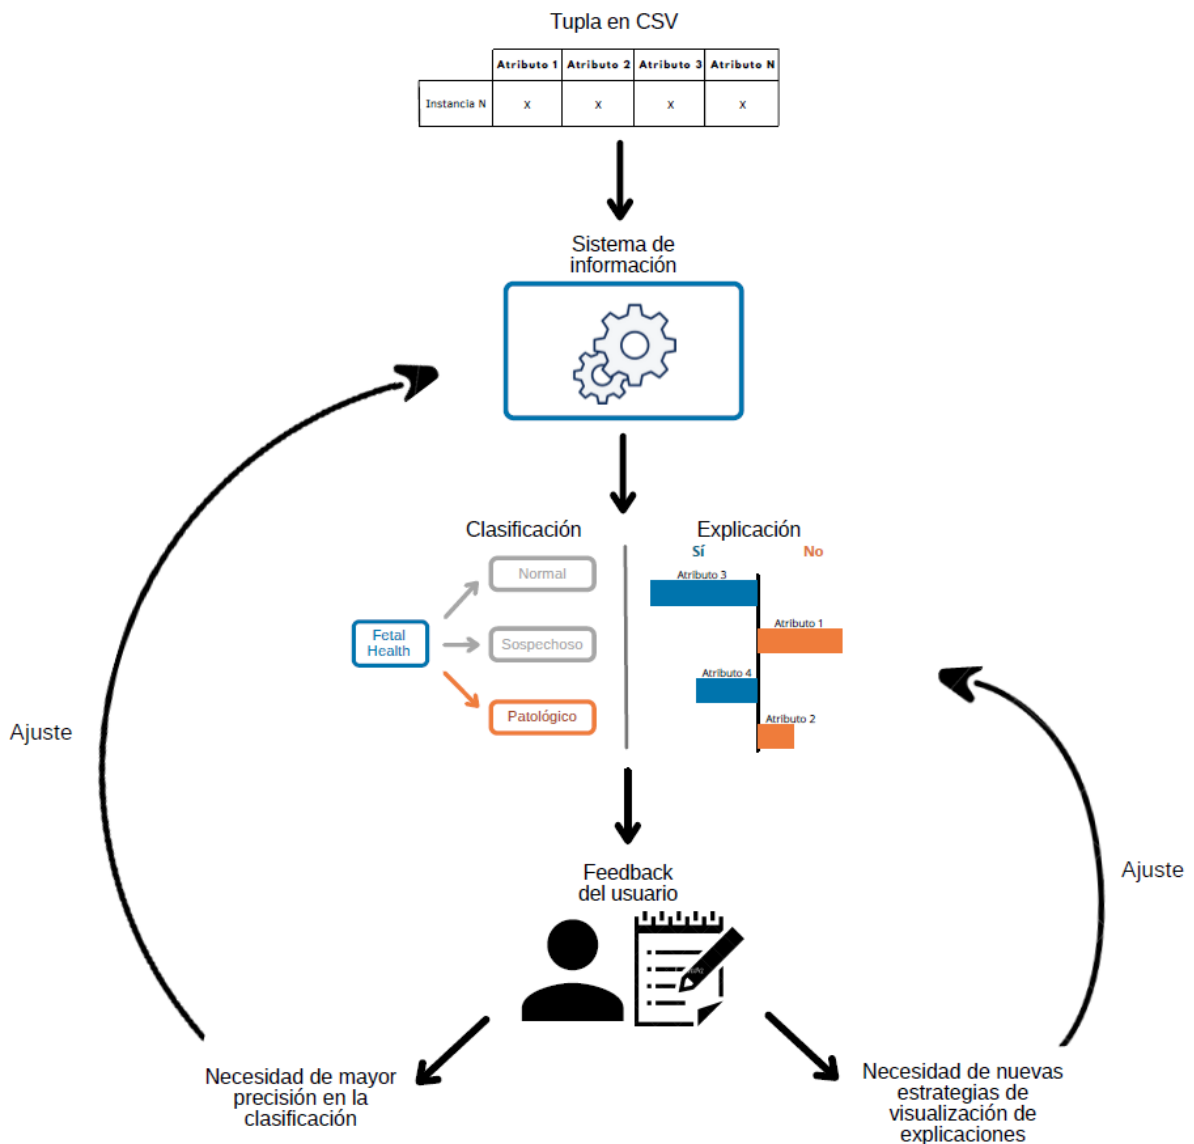 Tupla en CSV
Atributo 1 Atributo 2 Atributo 3 Atributo N
Instancia N X X X X
Sistema de
información
Clasificación
Explicación
Sí No
Normal
Atributo 3
Fetal
Health
Sospechoso
Atributo 1
Atributo 4
Patológico
Atributo 2
Ajuste
Feedback
del usuario
Ajuste
Necesidad de mayor
precisión en la
clasificación
Necesidad de nuevas
estrategias de
visualización de
explicaciones